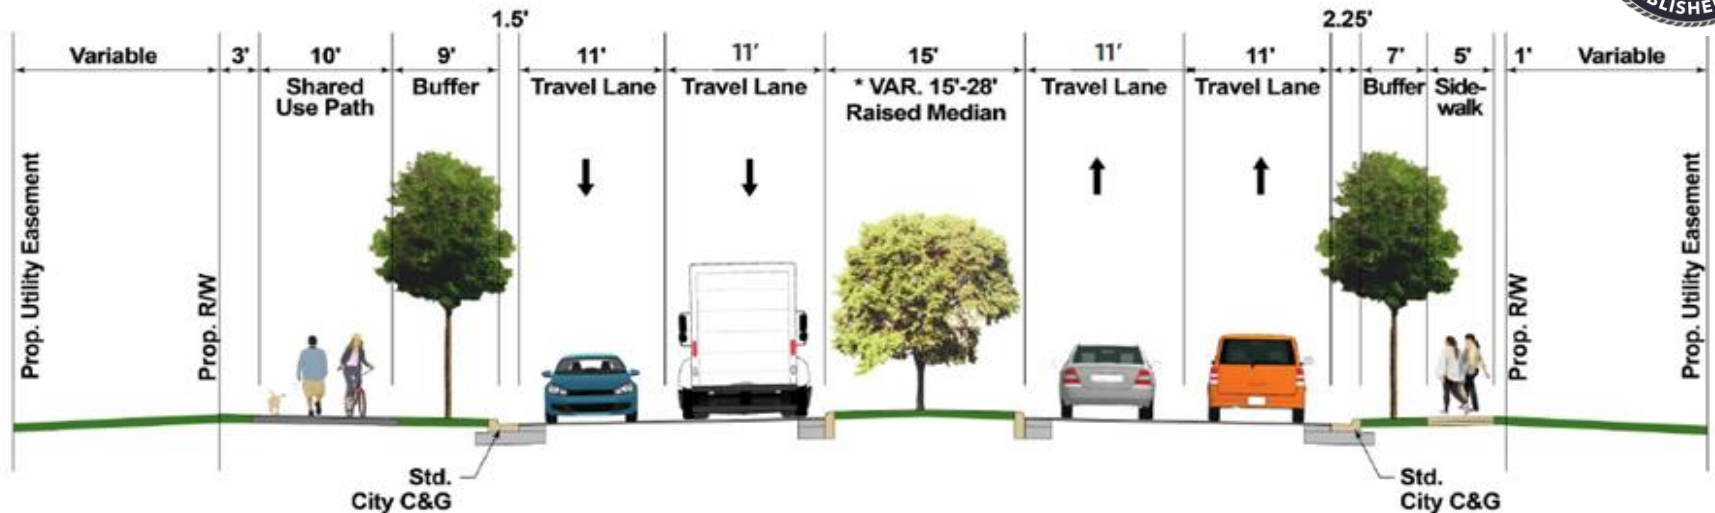 1.5'
2.25'
Variable
3'
10'
9'
11'
11'
15'
11'
11'
7'
5'
1'
Variable
Shared
Use Path
Buffer
Travel Lane
Travel Lane
* VAR. 15'-28'
Raised Median
Travel Lane
Travel Lane
Buffer
Side-
walk
Prop. Utility Easement
Prop. R/W
Prop. R/W
Prop. Utility Easement
Std.
City C&G
Std.
City C&G